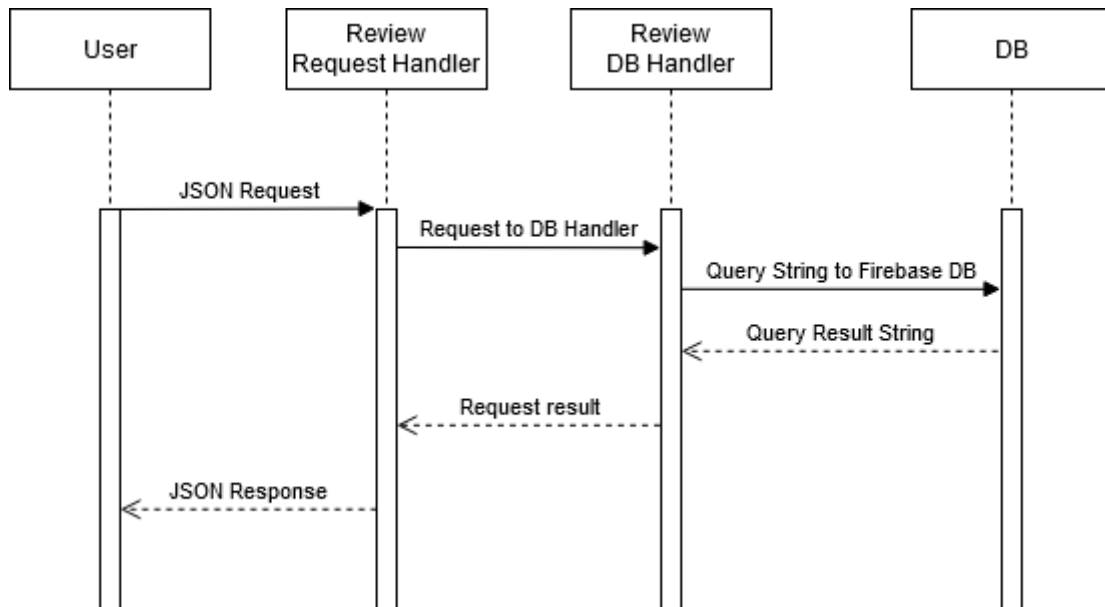 User
Review
Request Handler
Review
DB Handler
DB
JSON Request
Request to DB Handler
Query String to Firebase DB
Query Result String
Request result
JSON Response